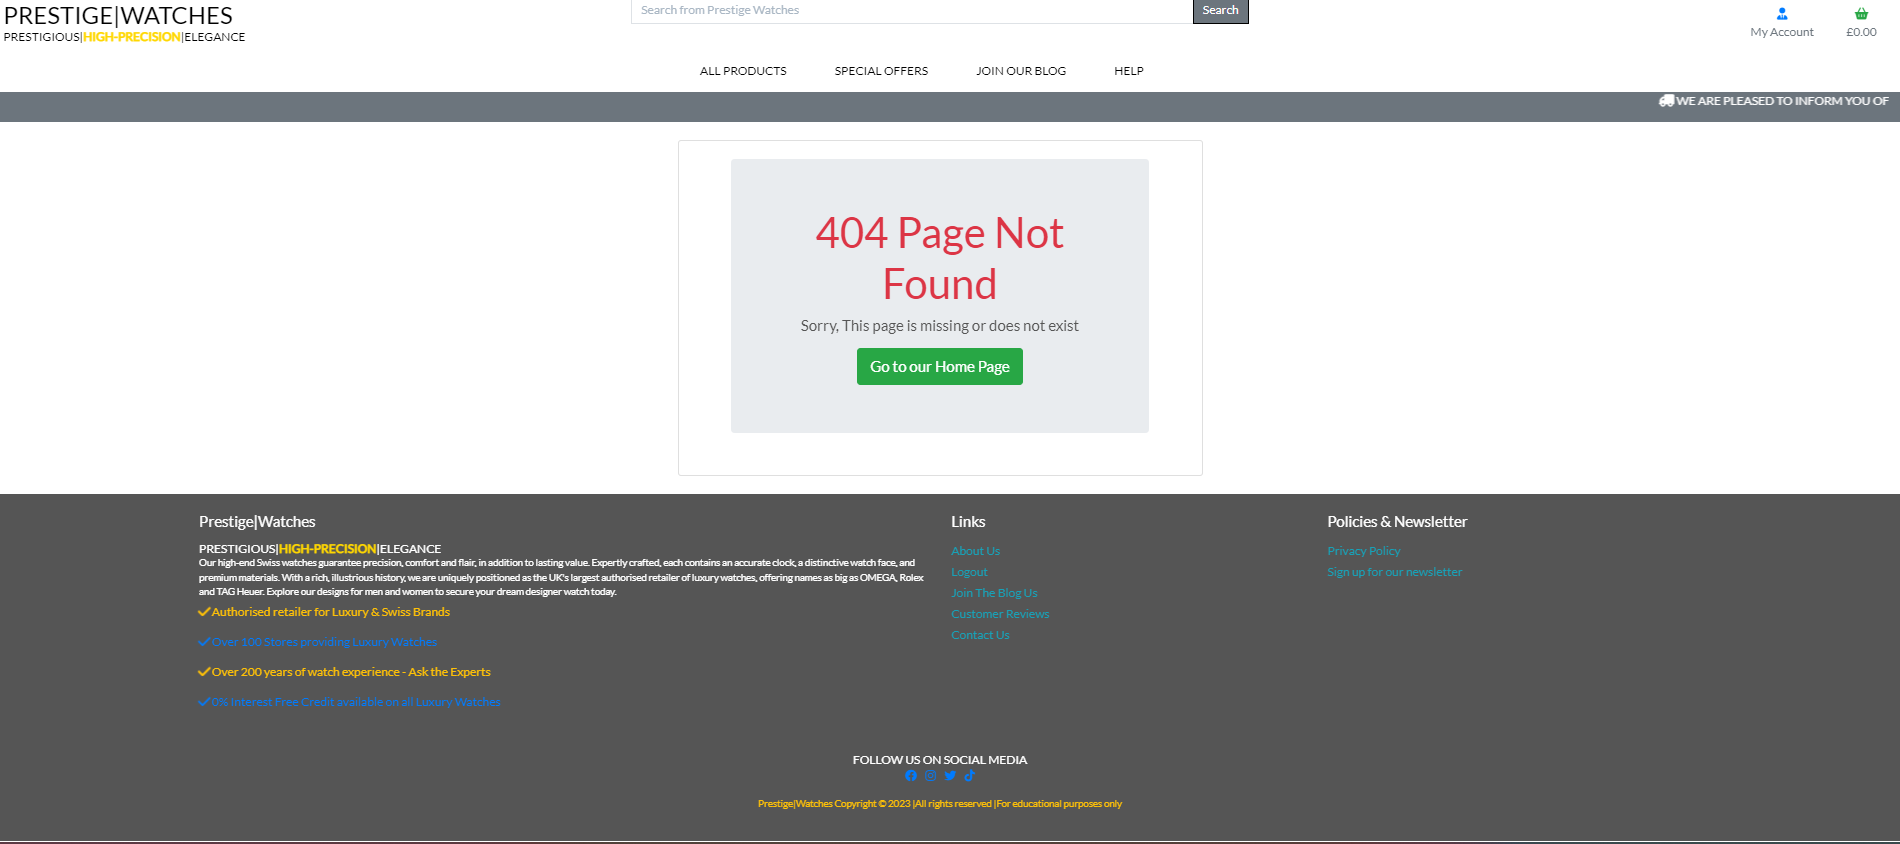 PRESTIGE|WATCHES
PRESTIGIOUS|HIGH-PRECISION|ELEGANCE
Search from Prestige Watches
Search
My Account
£0.00
ALL PRODUCTS
SPECIAL OFFERS
JOIN OUR BLOG
HELP
WE ARE PLEASED TO INFORM YOU OF
404 Page Not
Found
Sorry, This page is missing or does not exist
Go to our Home Page
Prestige|Watches
PRESTIGIOUS|HIGH-PRECISION|ELEGANCE
Our high-end Swiss watches guarantee precision, comfort and flair, in addition to lasting value. Expertly crafted, each contains an accurate clock, a distinctive watch face, and
premium materials. With a rich, illustrious history, we are uniquely positioned as the UK's largest authorised retailer of luxury watches, offering names as big as OMEGA, Rolex
and TAG Heuer. Explore our designs for men and women to secure your dream designer watch today.
Authorised retailer for Luxury & Swiss Brands
Over 100 Stores providing Luxury Watches
Over 200 years of watch experience - Ask the Experts
0% Interest Free Credit available on all Luxury Watches
Links
About Us
Logout
Join The Blog Us
Customer Reviews
Contact Us
Policies & Newsletter
Privacy Policy
Sign up for our newsletter
FOLLOW US ON SOCIAL MEDIA
Prestige|Watches Copyright © 2023 |All rights reserved |For educational purposes only